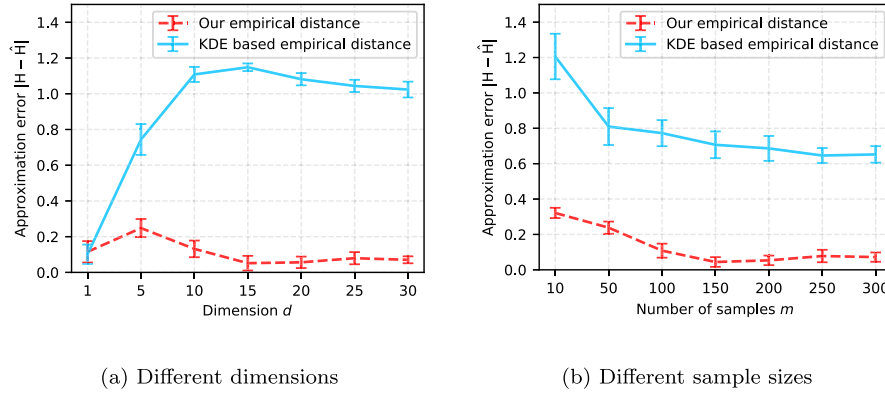 1.4
1.2
1.0
0.8
0.6
0.4
0.2
0.0
Approximation error |H − Ĥ|
Our empirical distance
KDE based empirical distance
1 5 10 15 20 25 30
Dimension d
(a) Different dimensions
1.4
1.2
1.0
0.8
0.6
0.4
0.2
0.0
Approximation error |H − Ĥ|
Our empirical distance
KDE based empirical distance
10 50 100 150 200 250 300
Number of samples m
(b) Different sample sizes